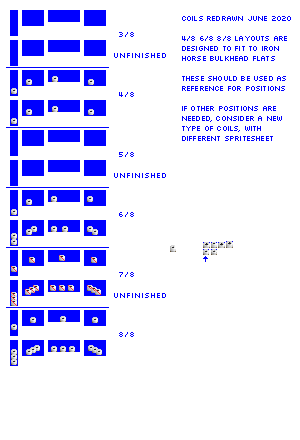 COILS REDRAWN JUNE 2020
3/8
4/8 6/8 8/8 LAYOUTS ARE
DESIGNED TO FIT TO IRON
HORSE BULKHEAD FLATS
UNFINISHED
THESE SHOULD BE USED AS
REFERENCE FOR POSITIONS
4/8
IF OTHER POSITIONS ARE
NEEDED, CONSIDER A NEW
TYPE OF COILS, WITH
DIFFERENT SPRITESHEET
5/8
UNFINISHED
6/8
7/8
UNFINISHED
8/8